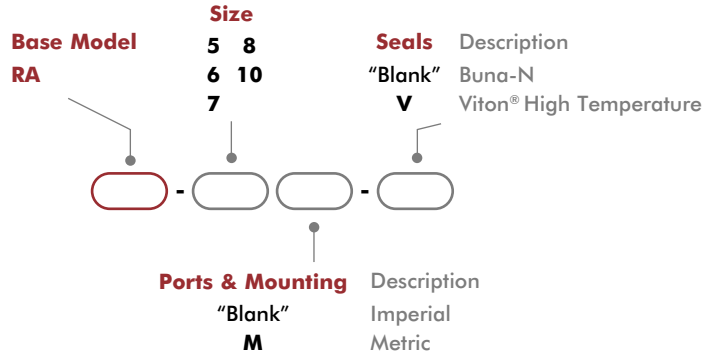 Size
Base Model 5 8 Seals Description
RA 6 10 “Blank” Buna-N
7 V Viton® High Temperature
- -
Ports & Mounting Description
“Blank” Imperial
M Metric